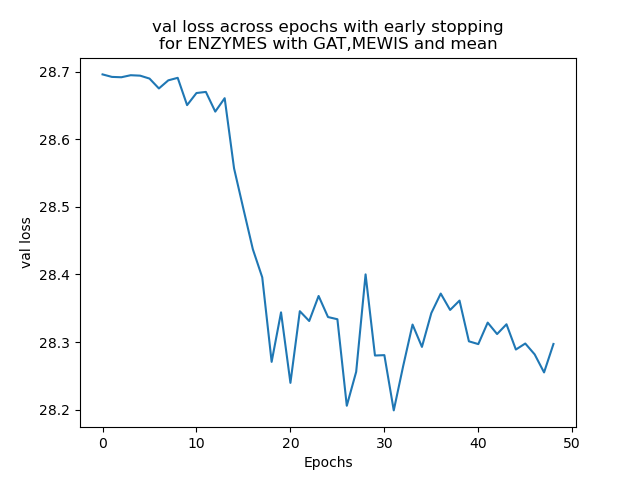 val loss across epochs with early stopping
for ENZYMES with GAT,MEWIS and mean
28.7
28.6
28.5
28.4
28.3
28.2
val loss
0 10 20 30 40 50
Epochs